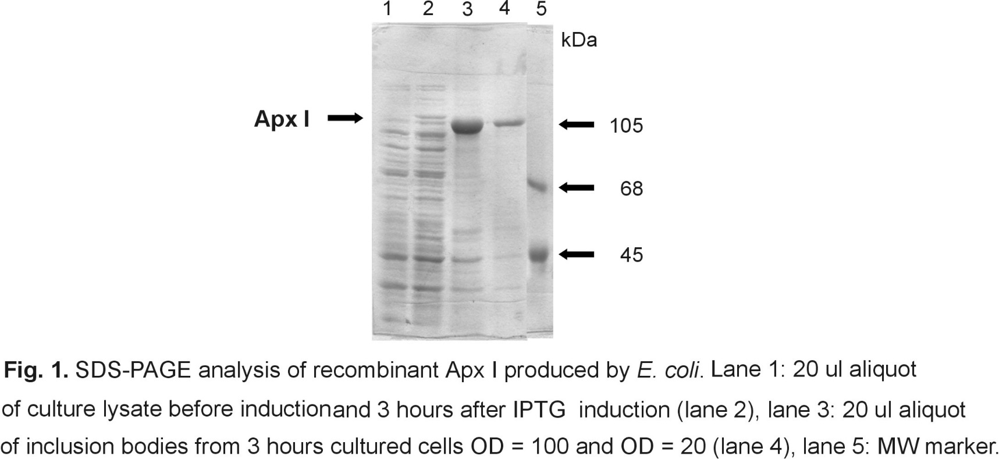 1 2 3 4 5
kDa
Apx I
105
68
45
Fig. 1. SDS-PAGE analysis of recombinant Apx I produced by E. coli. Lane 1: 20 ul aliquot
of culture lysate before inductionand 3 hours after IPTG induction (lane 2), lane 3: 20 ul aliquot
of inclusion bodies from 3 hours cultured cells OD = 100 and OD = 20 (lane 4), lane 5: MW marker.